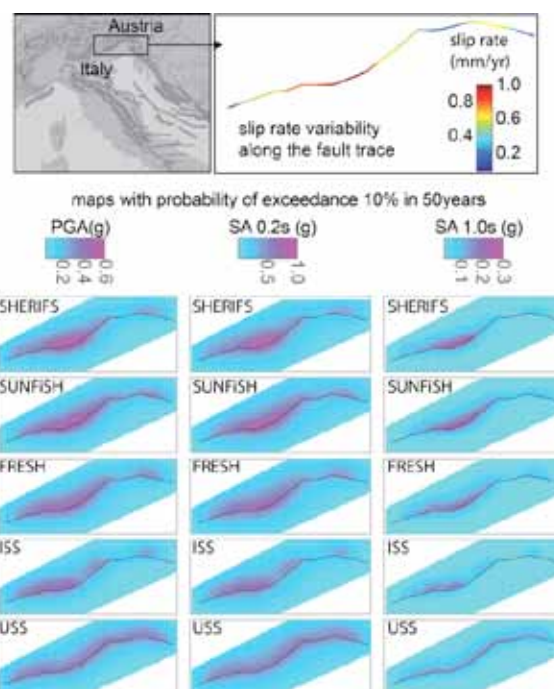 Austria
Italy
slip rate
(mm/yr)
1.0
0.8
0.6
0.4
0.2
slip rate variability
along the fault trace
maps with probability of exceedance 10% in 50years
PGA(g)
SA 0.2s (g)
SA 1.0s (g)
0.2
0.4
0.6
0.5
1.0
0.1
0.2
0.3
SHERIFS
SHERIFS
SHERIFS
SUNFiSH
SUNFiSH
SUNFiSH
FRESH
FRESH
FRESH
ISS
ISS
ISS
USS
USS
USS